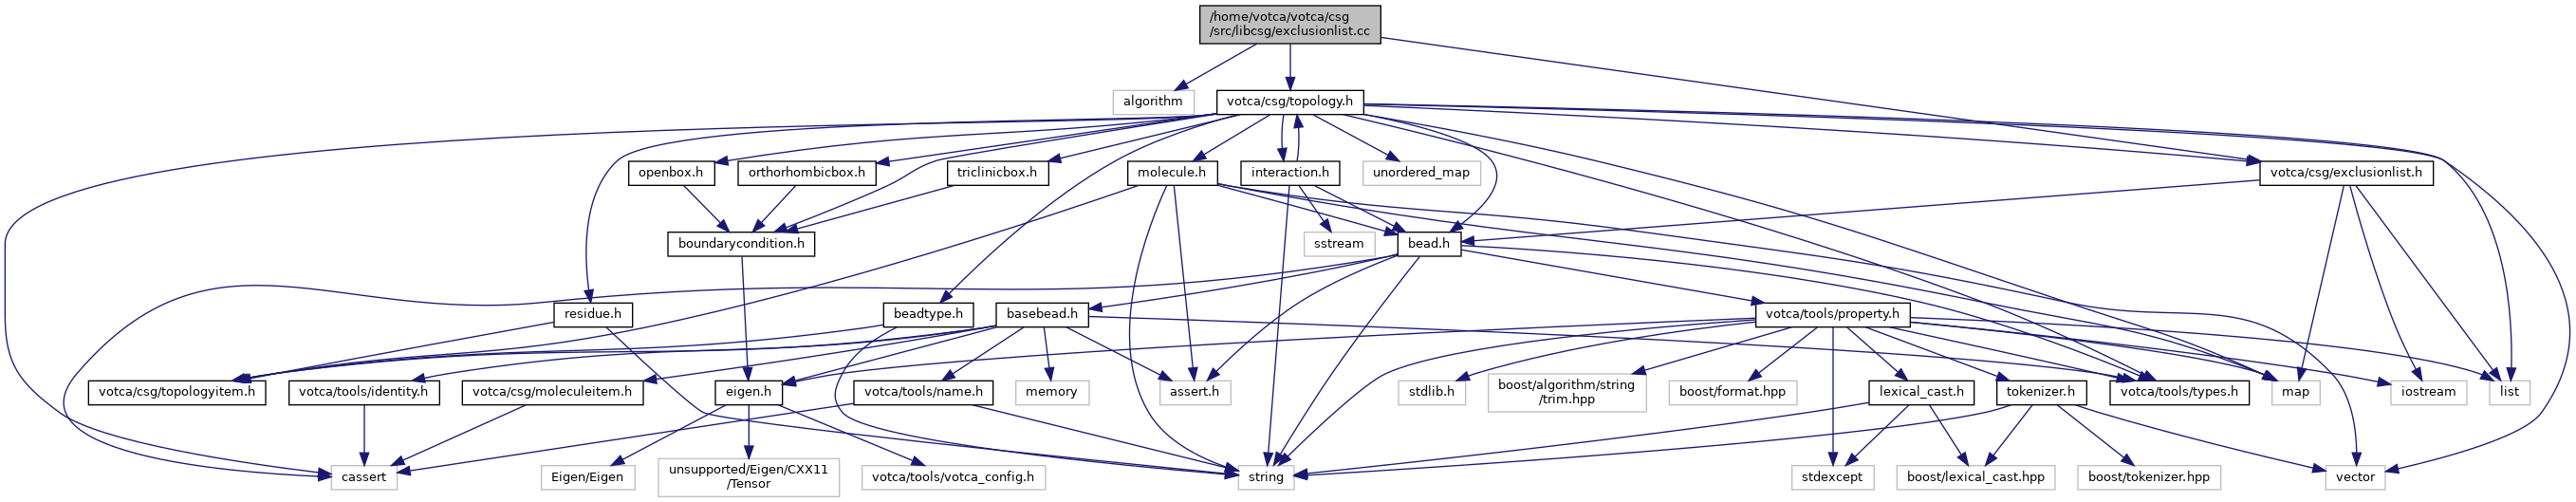 /home/votca/votca/csg
/src/libcsg/exclusionlist.cc
algorithm
votca/csg/topology.h
openbox.h
orthorhombicbox.h
triclinicbox.h
molecule.h
interaction.h
unordered_map
votca/csg/exclusionlist.h
boundarycondition.h
sstream
bead.h
residue.h
beadtype.h
basebead.h
votca/tools/property.h
votca/csg/topologyitem.h
votca/tools/identity.h
votca/csg/moleculeitem.h
eigen.h
votca/tools/name.h
memory
assert.h
stdlib.h
boost/algorithm/string
/trim.hpp
boost/format.hpp
lexical_cast.h
tokenizer.h
votca/tools/types.h
map
iostream
list
cassert
Eigen/Eigen
unsupported/Eigen/CXX11
/Tensor
votca/tools/votca_config.h
string
stdexcept
boost/lexical_cast.hpp
boost/tokenizer.hpp
vector